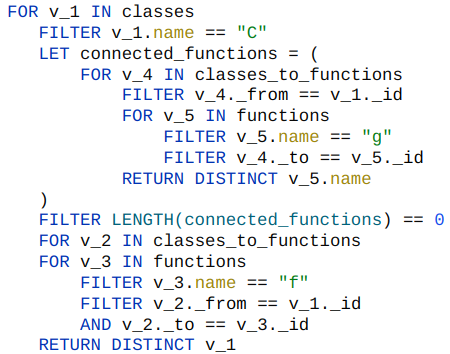 FOR v_1 IN classes
   FILTER v_1.name == "C"
   LET connected_functions = (
       FOR v_4 IN classes_to_functions
           FILTER v_4._from == v_1._id
           FOR v_5 IN functions
               FILTER v_5.name == "g"
               FILTER v_4._to == v_5._id
           RETURN DISTINCT v_5.name
   )
   FILTER LENGTH(connected_functions) == 0
   FOR v_2 IN classes_to_functions
   FOR v_3 IN functions
       FILTER v_3.name == "f"
       FILTER v_2._from == v_1._id
       AND v_2._to == v_3._id
   RETURN DISTINCT v_1